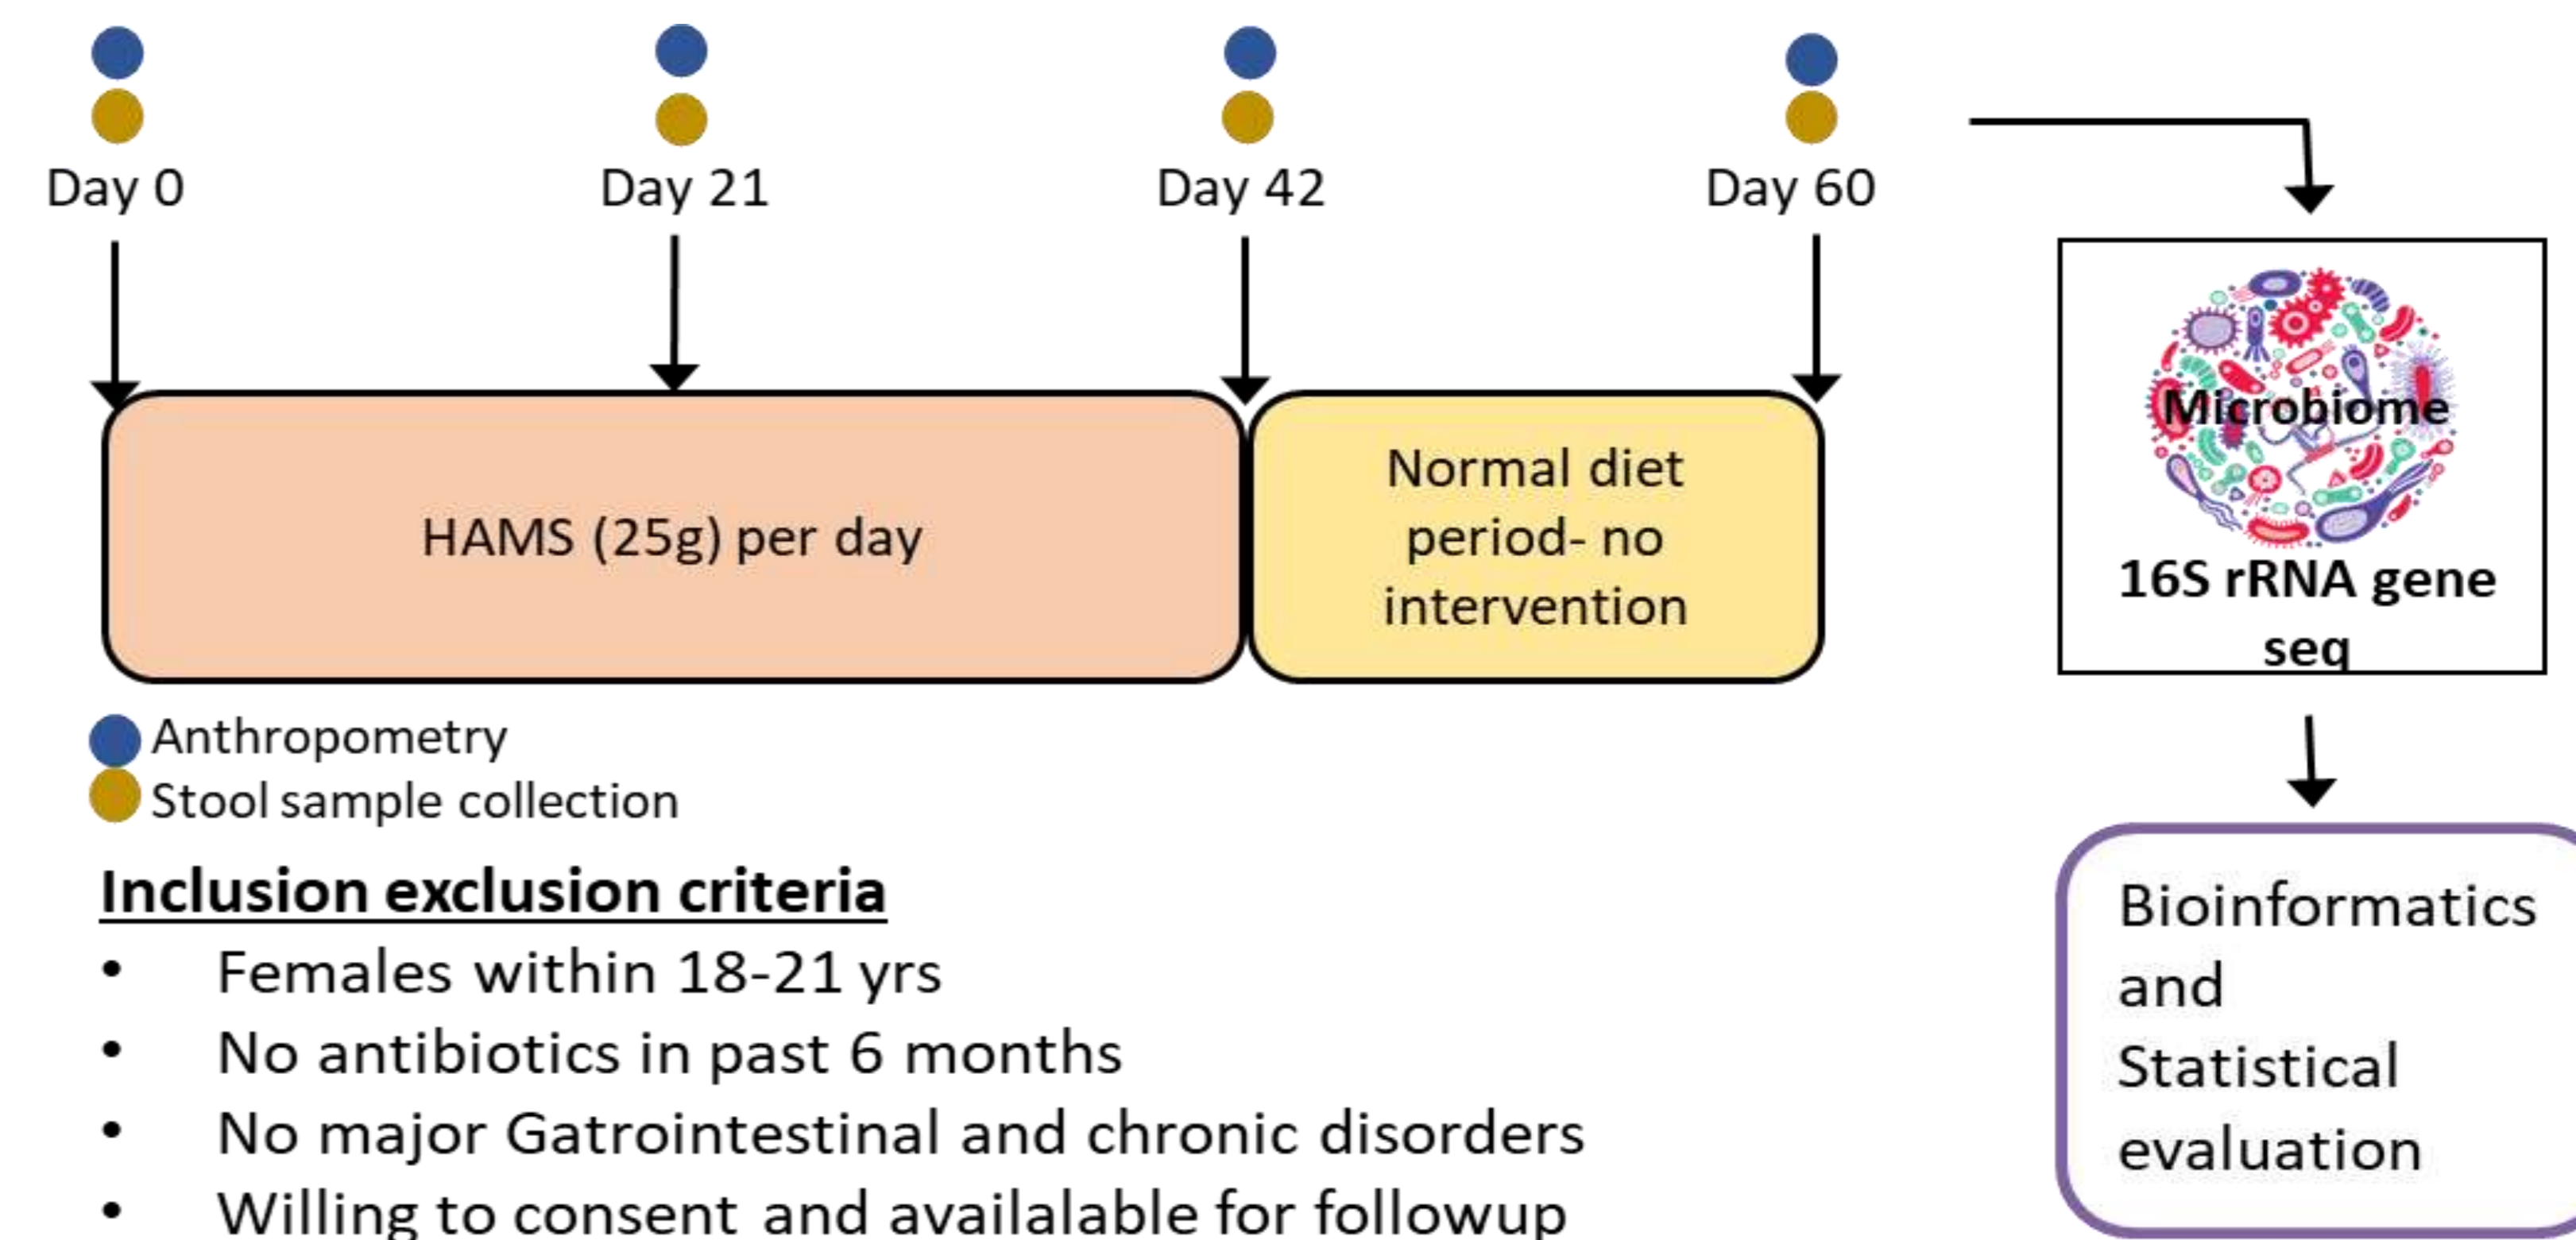 Day 0
Day 21
Day 42
Day 60
HAMS (25g) per day
Normal diet
period- no
intervention
Microbiome
16S rRNA gene
seq
Anthropometry
Stool sample collection
Inclusion exclusion criteria
• Females within 18-21 yrs
• No antibiotics in past 6 months
• No major Gatrointestinal and chronic disorders
• Willing to consent and availalable for followup
Bioinformatics
and
Statistical
evaluation